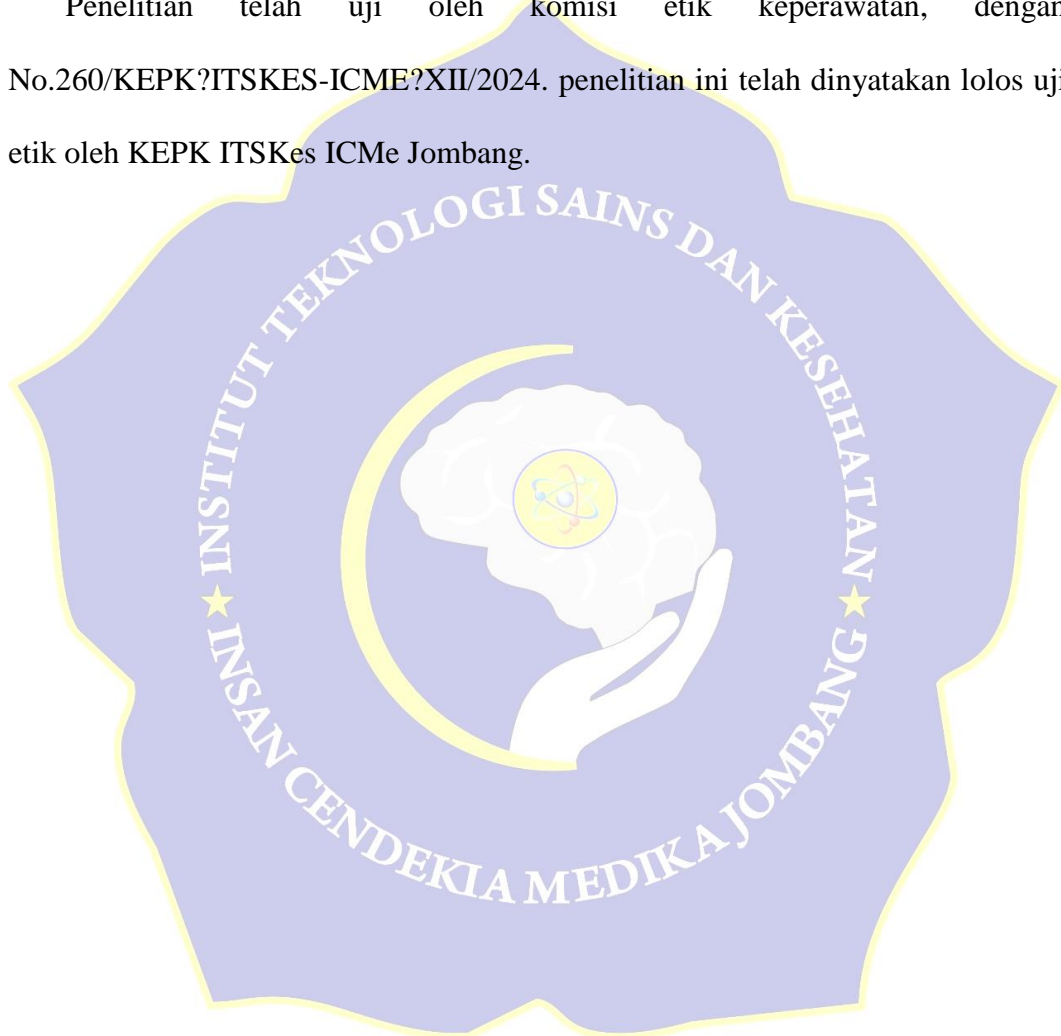 Penelitian telah uji oleh komisi etik keperawatan, dengan
No.260/KEPK?ITSKES-ICME?XII/2024. penelitian ini telah dinyatakan lolos uji
etik oleh KEPK ITSKes ICMe Jombang.
INSTITUT TEKNOLOGI SAINS DAN KESEHATAN
INSAN CENDEKIA MEDIKA JOMBANG